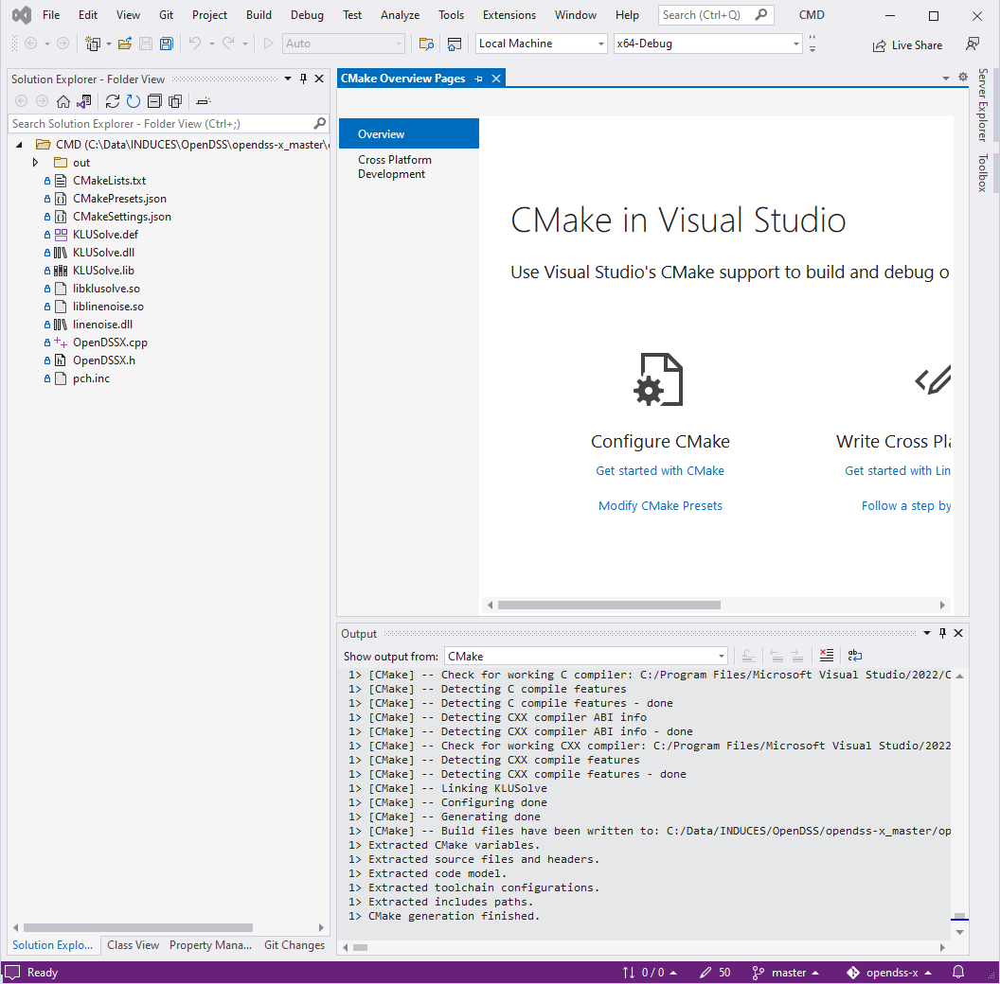 File Edit View Git Project Build Debug Test Analyze Tools Extensions Window Help Search (Ctrl+Q) CMD
Auto Local Machine x64-Debug Live Share
Solution Explorer - Folder View
Search Solution Explorer - Folder View (Ctrl+;)
CMD (C:\Data\INDUCES\OpenDSS\opendss-x_master\
out
CMakeLists.txt
CMakePresets.json
CMakeSettings.json
KLUSolve.def
KLUSolve.dll
KLUSolve.lib
libklusolve.so
liblinenoise.so
linenoise.dll
OpenDSSX.cpp
OpenDSSX.h
pch.inc
Solution Explo... Class View Property Mana... Git Changes
CMake Overview Pages
Overview
Cross Platform
Development
CMake in Visual Studio
Use Visual Studio's CMake support to build and debug o
Configure CMake
Get started with CMake
Modify CMake Presets
Write Cross Pla
Get started with Lin
Follow a step by
Server Explorer
Toolbox
Output
Show output from: CMake
1> [CMake] -- Check for working C compiler: C:/Program Files/Microsoft Visual Studio/2022/C
1> [CMake] -- Detecting C compile features
1> [CMake] -- Detecting C compile features - done
1> [CMake] -- Detecting CXX compiler ABI info
1> [CMake] -- Detecting CXX compiler ABI info - done
1> [CMake] -- Check for working CXX compiler: C:/Program Files/Microsoft Visual Studio/2022
1> [CMake] -- Detecting CXX compile features
1> [CMake] -- Detecting CXX compile features - done
1> [CMake] -- Linking KLUSolve
1> [CMake] -- Configuring done
1> [CMake] -- Generating done
1> [CMake] -- Build files have been written to: C:/Data/INDUCES/OpenDSS/opendss-x_master/op
1> Extracted CMake variables.
1> Extracted source files and headers.
1> Extracted code model.
1> Extracted toolchain configurations.
1> Extracted includes paths.
1> CMake generation finished.
Ready 0 / 0 50 master opendss-x